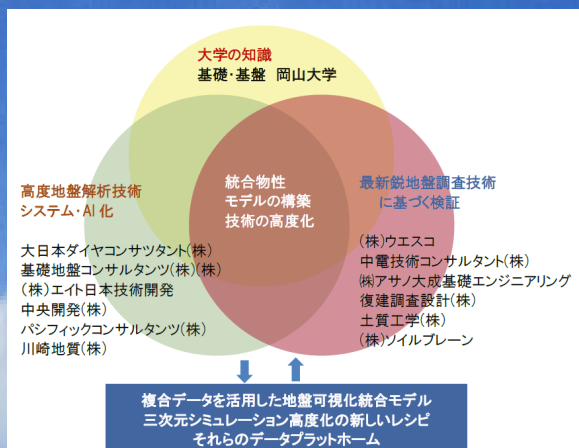 大学の知識
基礎・基盤 岡山大学
高度地盤解析技術
システム・AI化
大日本ダイヤコンサツタント(株)
基礎地盤コンサルタンツ(株)(株)
(株)エイト日本技術開発
中央開発(株)
パシフィックコンサルタンツ(株)
川崎地質(株)
統合物性
モデルの構築
技術の高度化
最新鋭地盤調査技術
に基づく検証
(株)ウエスコ
中電技術コンサルタント(株)
㈱アサノ大成基礎エンジニアリング
復建調査設計(株)
土質工学(株)
(株)ソイルブレーン
複合データを活用した地盤可視化統合モデル
三次元シミュレーション高度化の新しいレシピ
それらのデータプラットホーム